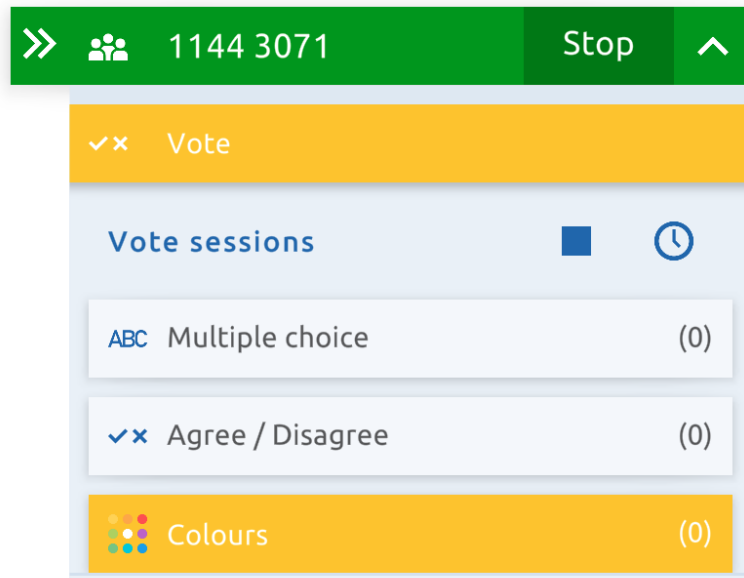 1144 3071 Stop
Vote
Vote sessions
ABC Multiple choice (0)
Agree / Disagree (0)
Colours (0)